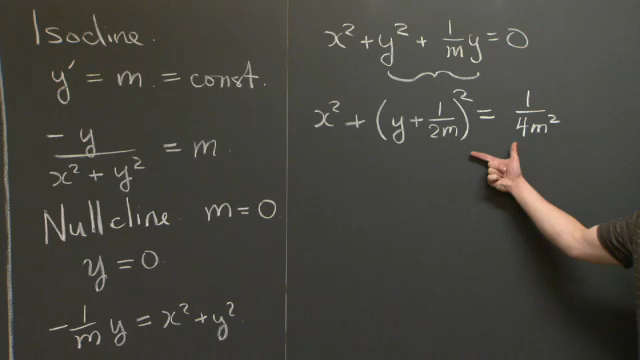 Isocline.
y' = m = const.
-y / (x² + y²) = m
Nullcline. m = 0.
y = 0.
-1/m y = x² + y²
x² + y² + 1/m y = 0
x² + (y + 1/2m)² = 1/4m²